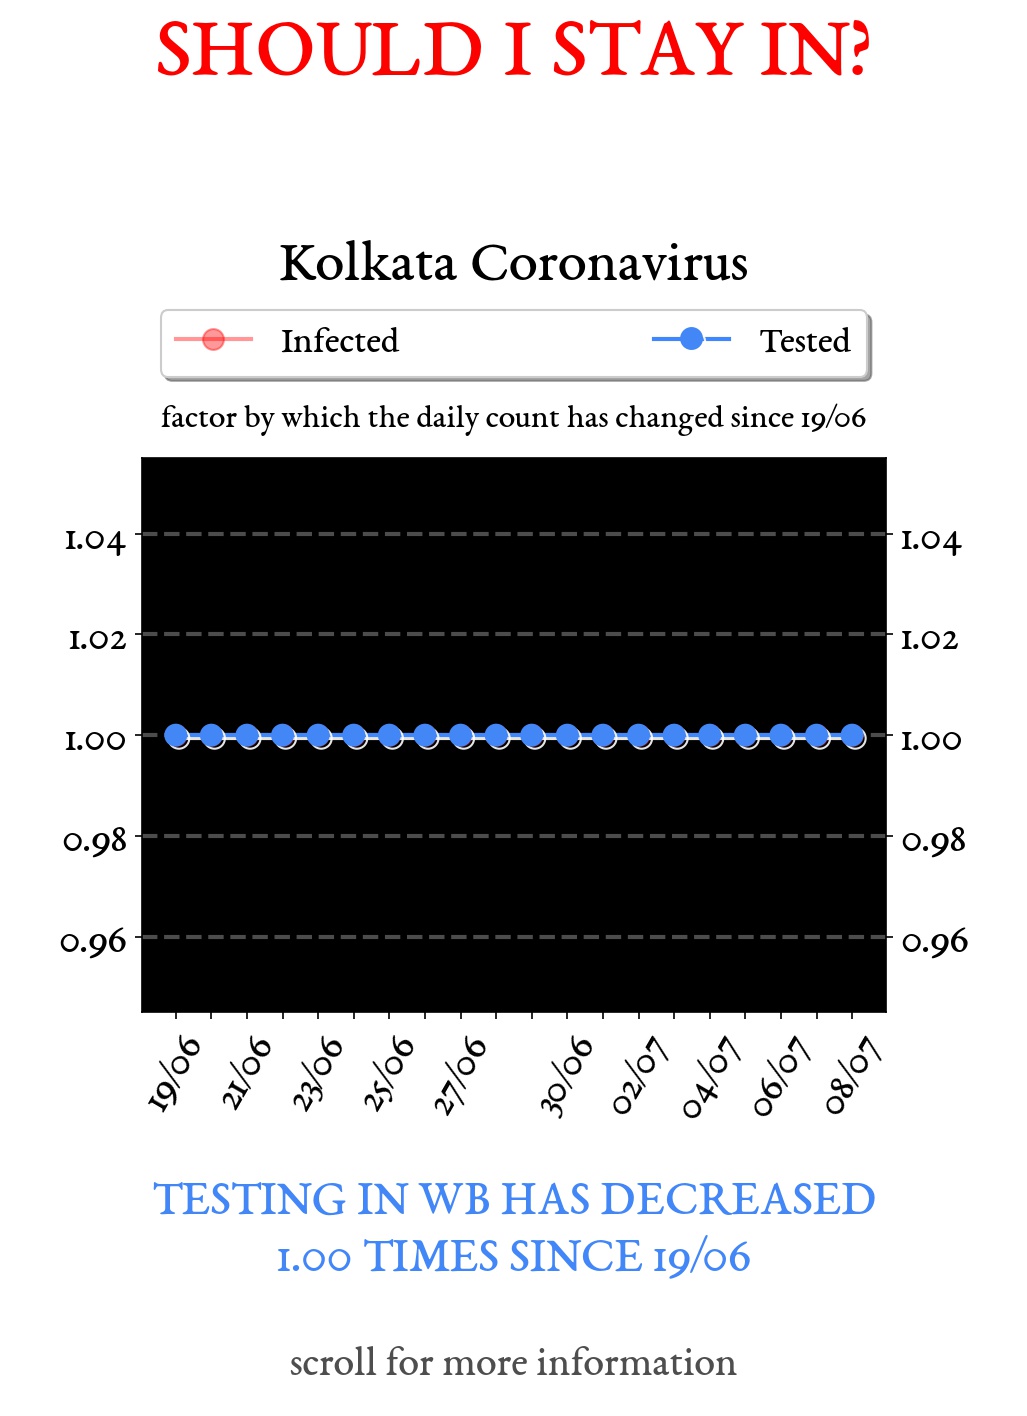 SHOULD I STAY IN?
Kolkata Coronavirus
Infected Tested
factor by which the daily count has changed since 19/06
1.04 1.04
1.02 1.02
1.00 1.00
0.98 0.98
0.96 0.96
19/06 21/06 23/06 25/06 27/06 30/06 02/07 04/07 06/07 08/07
TESTING IN WB HAS DECREASED
1.00 TIMES SINCE 19/06
scroll for more information